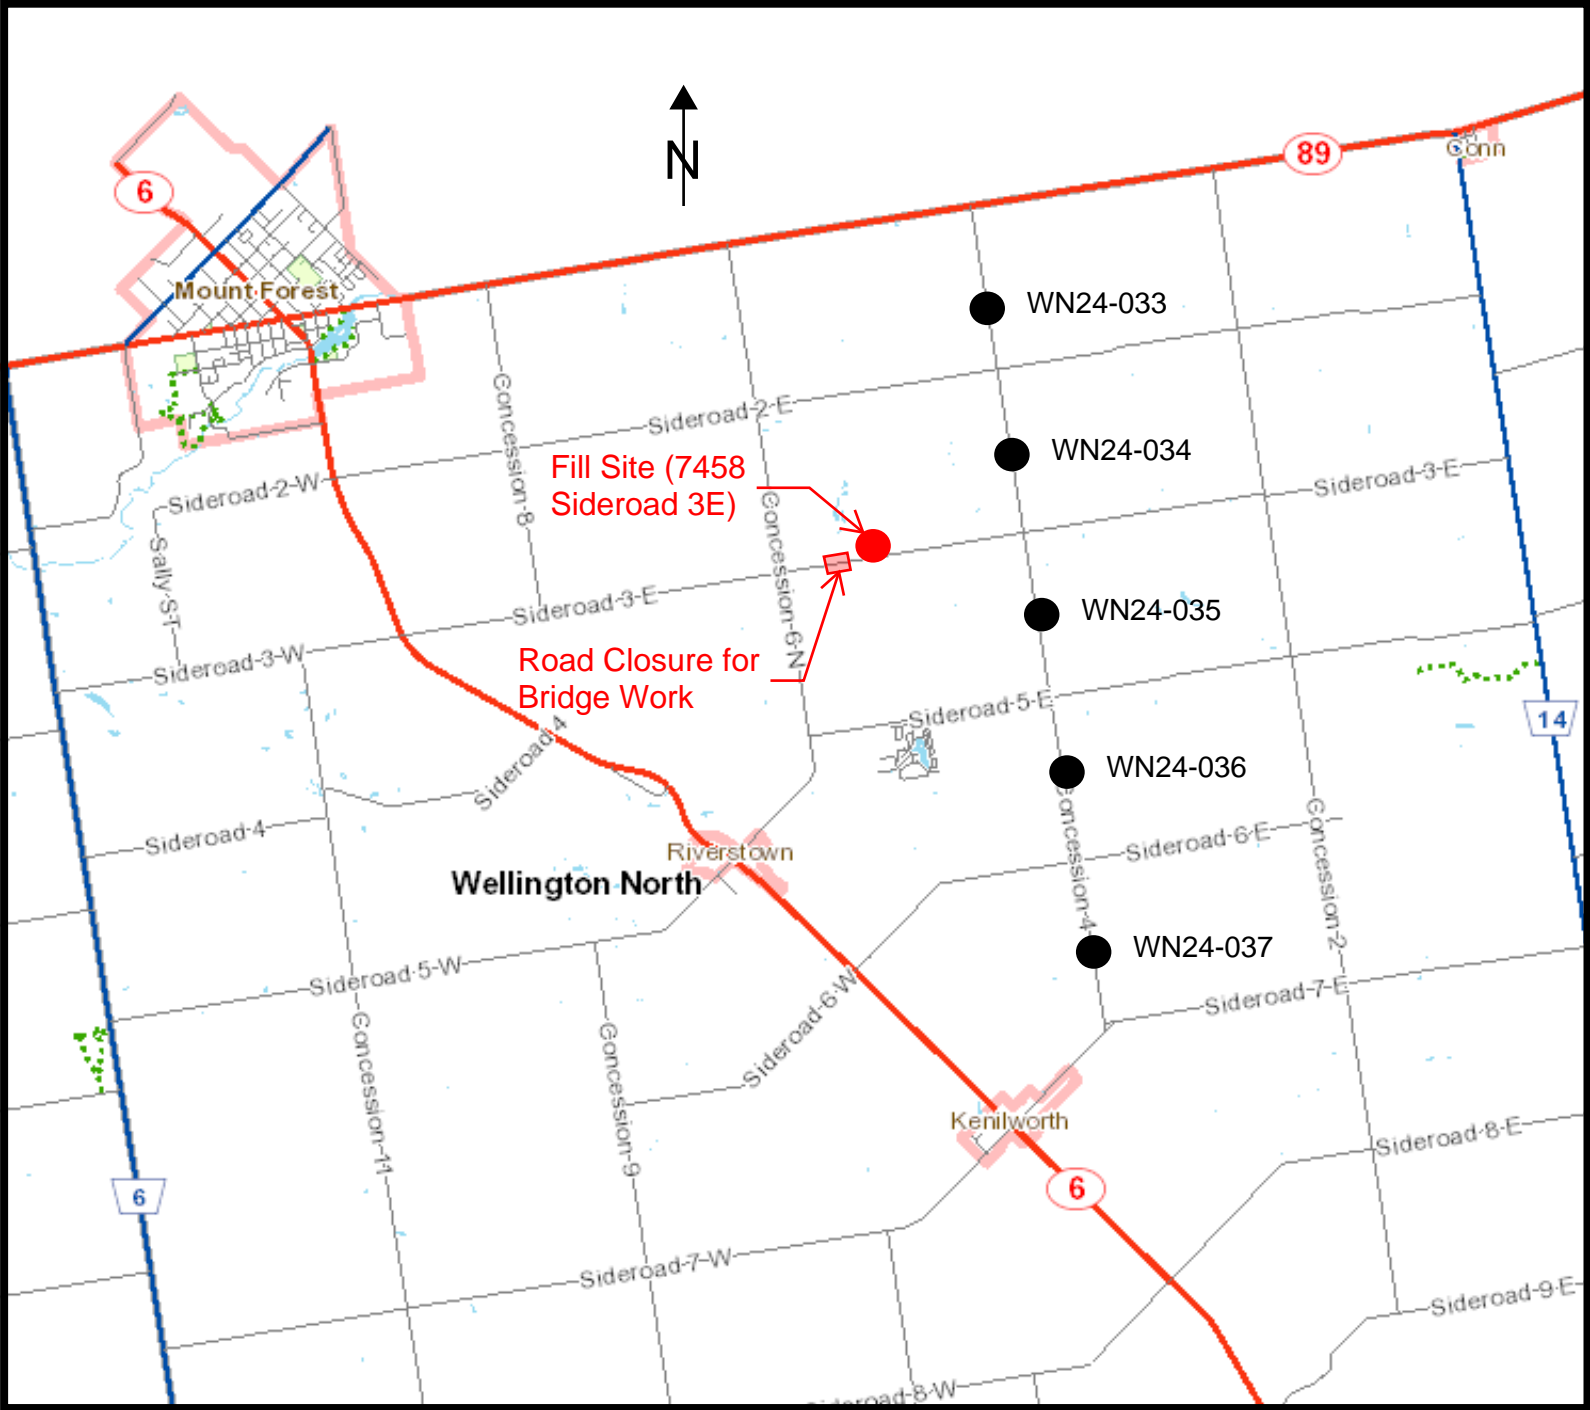 N
89
Conn
6
Mount Forest
WN24-033
Sideroad 2 E
Concession 8
WN24-034
Fill Site (7458
Sideroad 3E)
Sideroad 3 E
Sideroad 2 W
Concession 6 N
Sally ST
Sideroad 3 E
WN24-035
Sideroad 3 W
Road Closure for
Bridge Work
Sideroad 5 E
14
Sideroad 4
WN24-036
Sideroad 4
Riverstown
Sideroad 6 E
Concession 4
Concession 2
Wellington North
WN24-037
Sideroad 5 W
Sideroad 7 E
Sideroad 6 W
Concession 11
Concession 9
Kenilworth
Sideroad 8 E
6
6
Sideroad 7 W
Sideroad 9 E
Sideroad 8 W